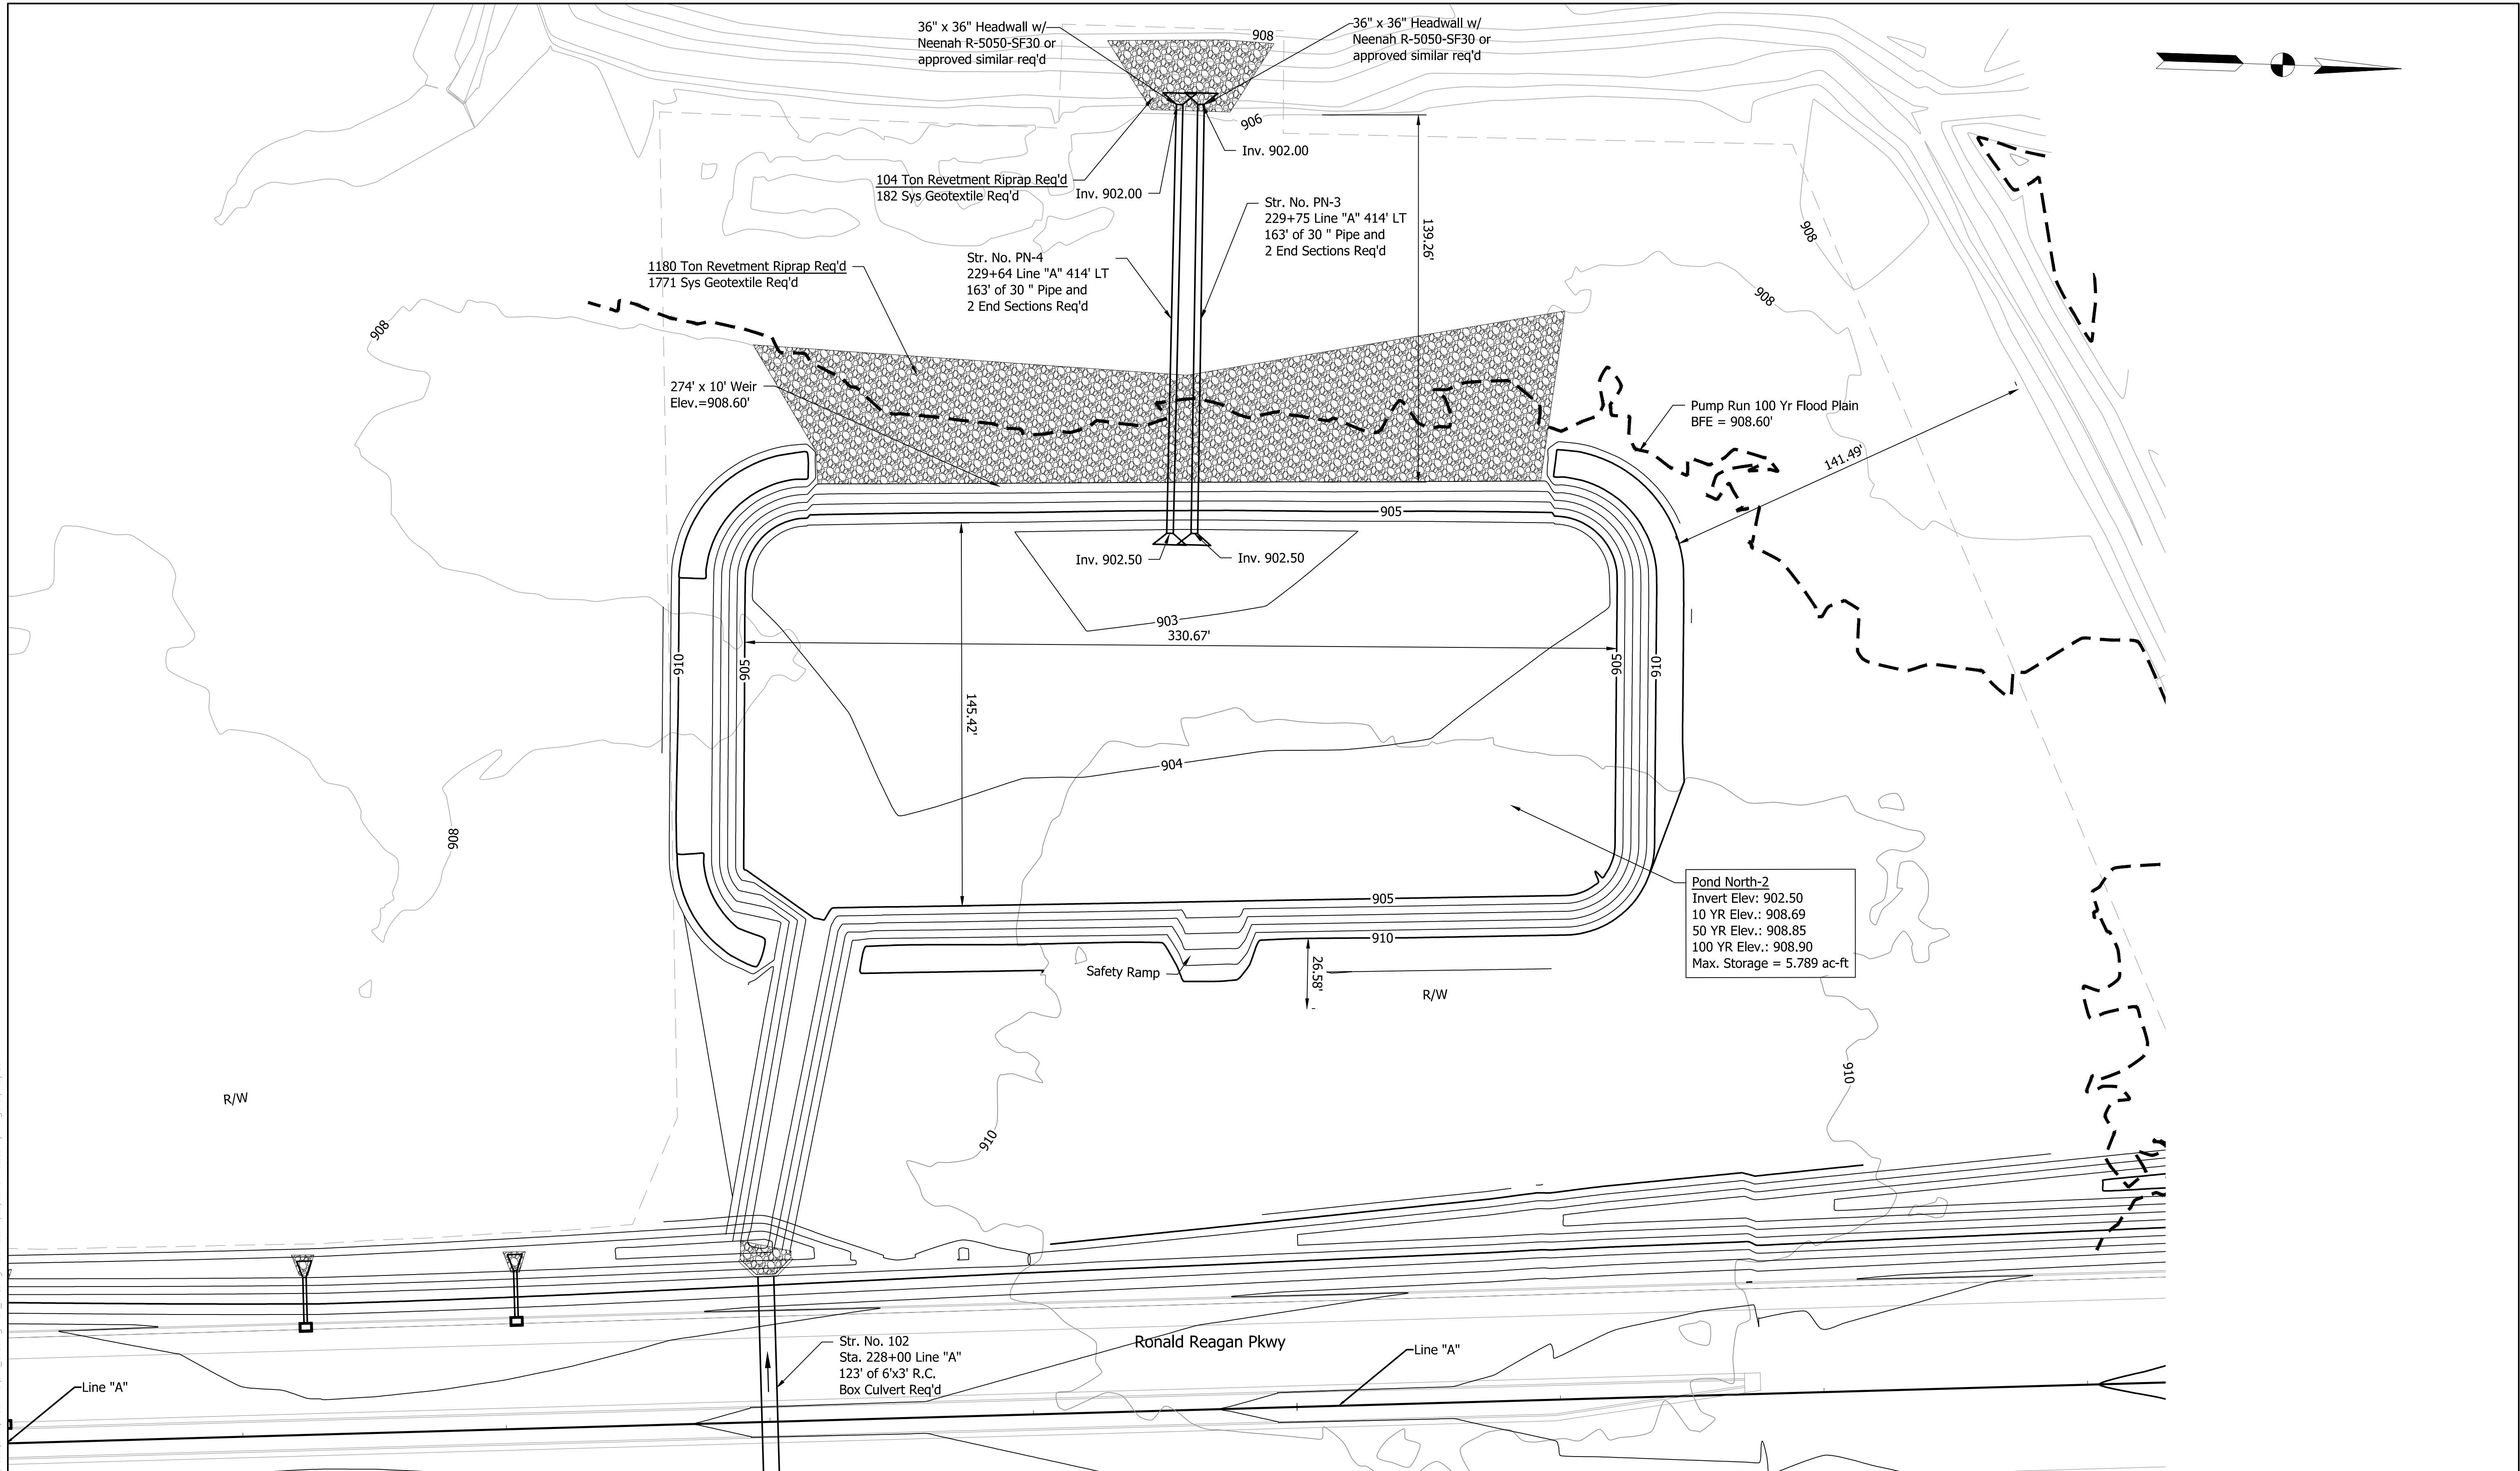 36" x 36" Headwall w/
Neenah R-5050-SF30 or
approved similar req'd
908
36" x 36" Headwall w/
Neenah R-5050-SF30 or
approved similar req'd
906
Inv. 902.00
104 Ton Revetment Riprap Req'd
182 Sys Geotextile Req'd
Inv. 902.00
Str. No. PN-3
229+75 Line "A" 414' LT
163' of 30 " Pipe and
2 End Sections Req'd
139.26'
908
Str. No. PN-4
229+64 Line "A" 414' LT
163' of 30 " Pipe and
2 End Sections Req'd
1180 Ton Revetment Riprap Req'd
1771 Sys Geotextile Req'd
908
908
274' x 10' Weir
Elev.=908.60'
Pump Run 100 Yr Flood Plain
BFE = 908.60'
141.49'
905
Inv. 902.50
Inv. 902.50
903
330.67'
910
905
905
910
145.42'
904
908
905
Pond North-2
Invert Elev: 902.50
10 YR Elev.: 908.69
50 YR Elev.: 908.85
100 YR Elev.: 908.90
Max. Storage = 5.789 ac-ft
910
Safety Ramp
26.58'
R/W
R/W
910
910
Str. No. 102
Sta. 228+00 Line "A"
123' of 6'x3' R.C.
Box Culvert Req'd
Ronald Reagan Pkwy
Line "A"
Line "A"